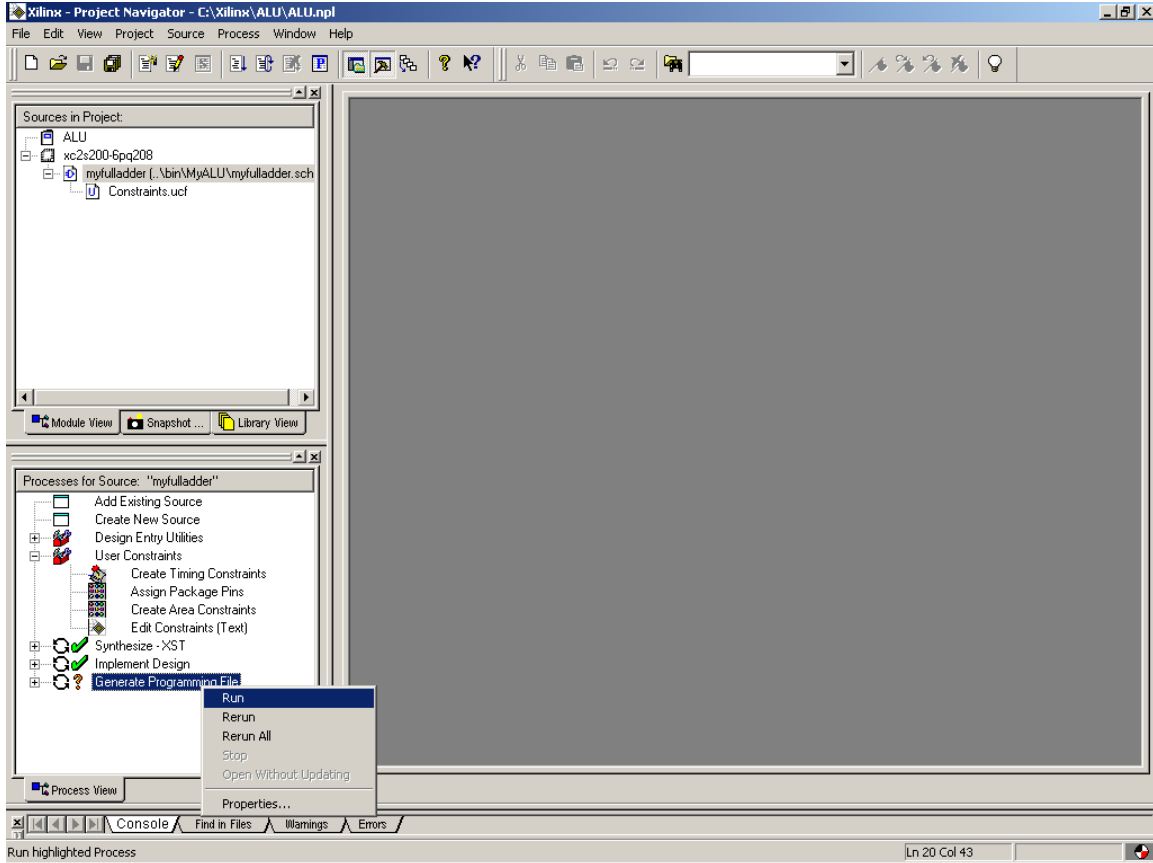 Xilinx - Project Navigator - C:\Xilinx\ALU\ALU.npl
File Edit View Project Source Process Window Help
Sources in Project:
ALU
xc2s200-6pq208
myfulladder (..\bin\MyALU\myfulladder.sch
Constraints.ucf
Module View Snapshot ... Library View
Processes for Source: "myfulladder"
Add Existing Source
Create New Source
Design Entry Utilities
User Constraints
Create Timing Constraints
Assign Package Pins
Create Area Constraints
Edit Constraints (Text)
Synthesize - XST
Implement Design
Generate Programming File
Run
Rerun
Rerun All
Stop
Open Without Updating
Properties...
Process View
Console Find in Files Warnings Errors
Run highlighted Process Ln 20 Col 43